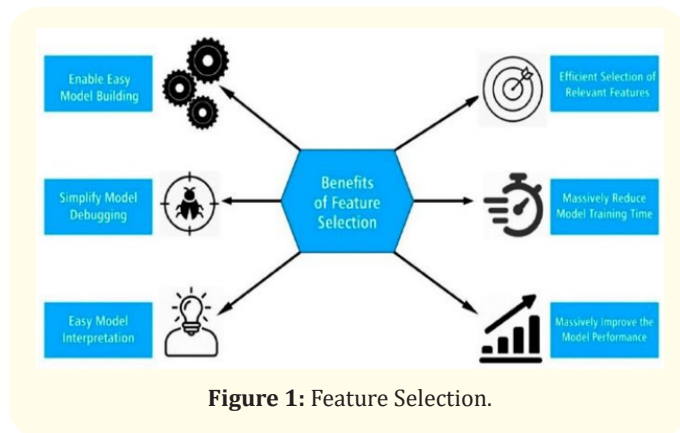 Enable Easy
Model Building
Efficient Selection of
Relevant Features
Benefits
of Feature
Selection
Simplify Model
Debugging
Massively Reduce
Model Training Time
Easy Model
Interpretation
Massively Improve the
Model Performance
Figure 1: Feature Selection.